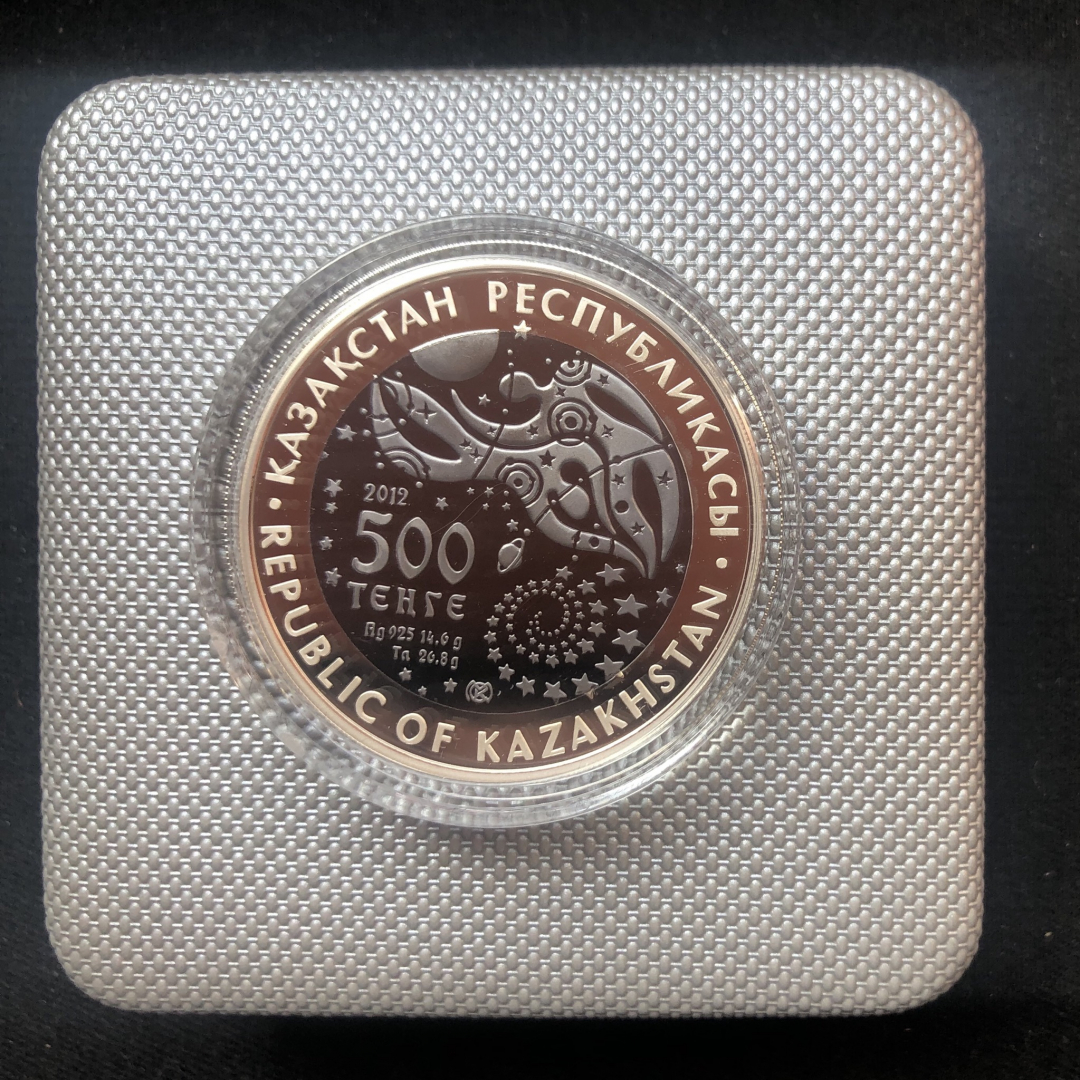 ҚАЗАҚСТАН РЕСПУБЛИКАСЫ
2012
500
ТЕҢГЕ
Ag 925 14.6 g
Ta 26.8 g
REPUBLIC OF KAZAKHSTAN